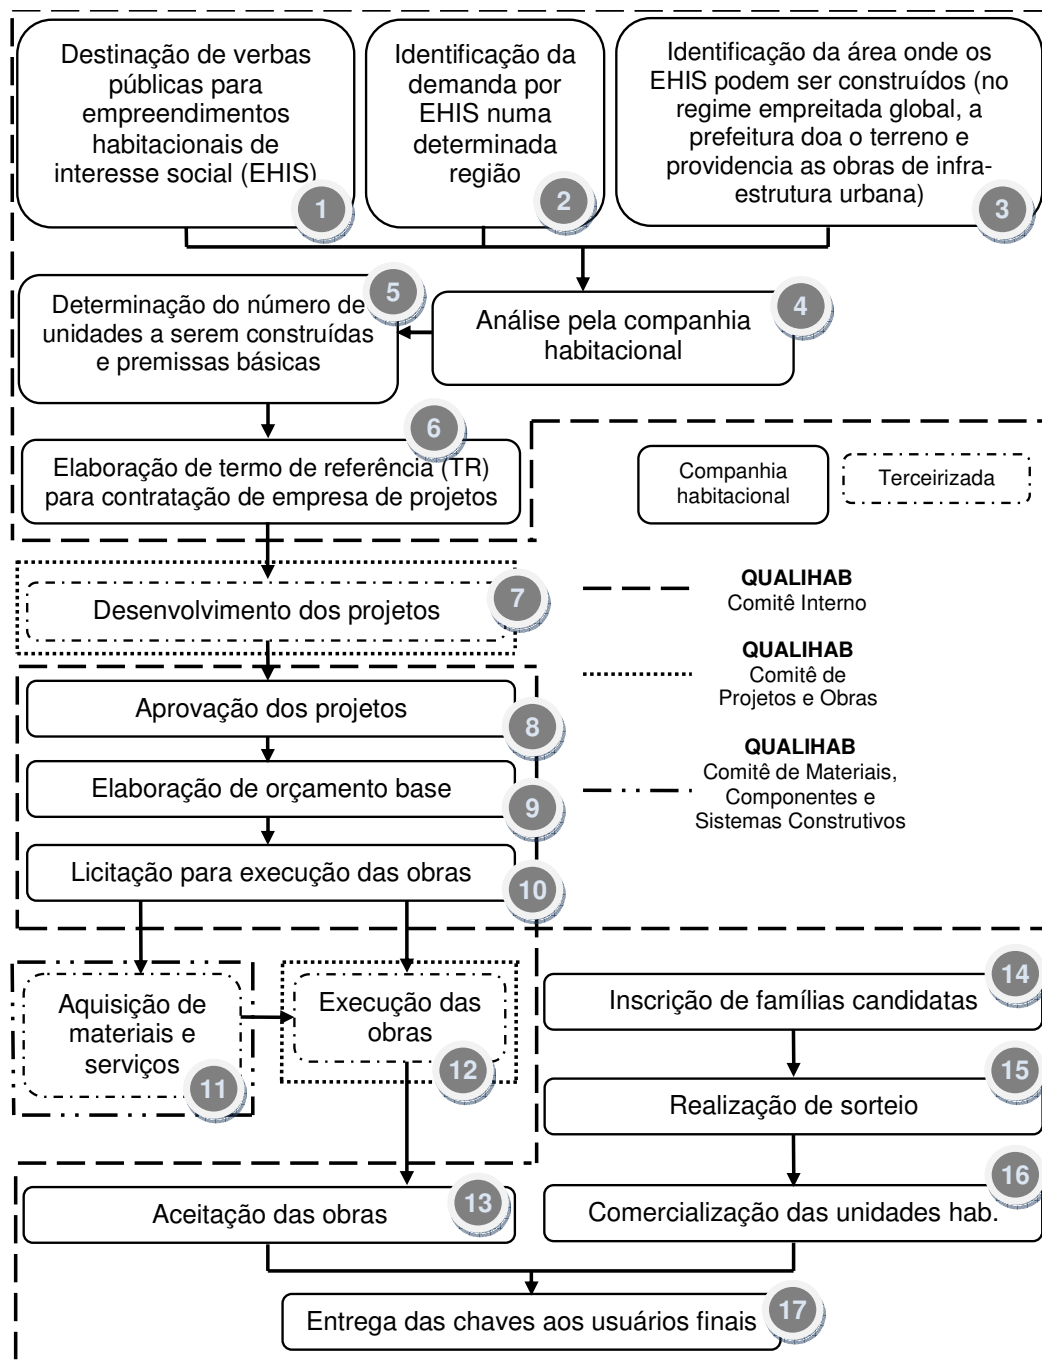 Destinação de verbas
públicas para
empreendimentos
habitacionais de
interesse social (EHIS)
1
Identificação da
demanda por
EHIS numa
determinada
região
2
Identificação da área onde os
EHIS podem ser construídos (no
regime empreitada global, a
prefeitura doa o terreno e
providencia as obras de infra-
estrutura urbana)
3
Análise pela companhia
habitacional
4
Determinação do número de
unidades a serem construídas
e premissas básicas
5
Elaboração de termo de referência (TR)
para contratação de empresa de projetos
6
Companhia
habitacional
Terceirizada
QUALIHAB
Comitê Interno
QUALIHAB
Comitê de
Projetos e Obras
QUALIHAB
Comitê de Materiais,
Componentes e
Sistemas Construtivos
Desenvolvimento dos projetos
7
Aprovação dos projetos
8
Elaboração de orçamento base
9
Licitação para execução das obras
10
Aquisição de
materiais e
serviços
11
Execução das
obras
12
Aceitação das obras
13
Inscrição de famílias candidatas
14
Realização de sorteio
15
Comercialização das unidades hab.
16
Entrega das chaves aos usuários finais
17